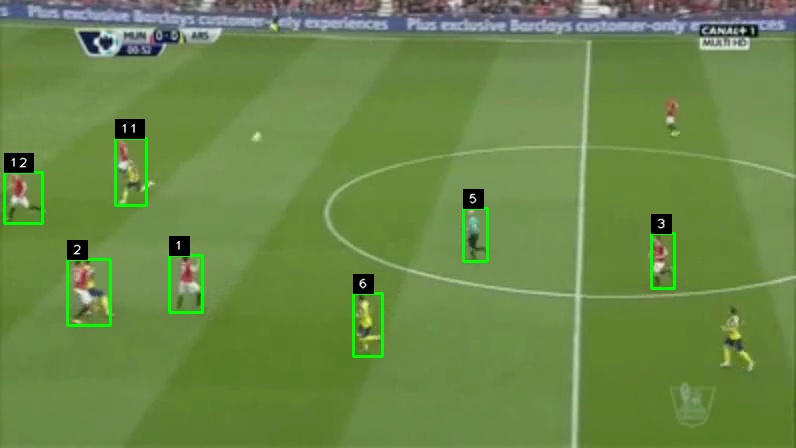 Plus exclusive Barclays customer-only experiences
Plus exclusive Barclays customer-only experiences
MUN 0-0 ARS
00:52
CANAL+ 1
MULTI HD
11
12
5
3
2
1
6